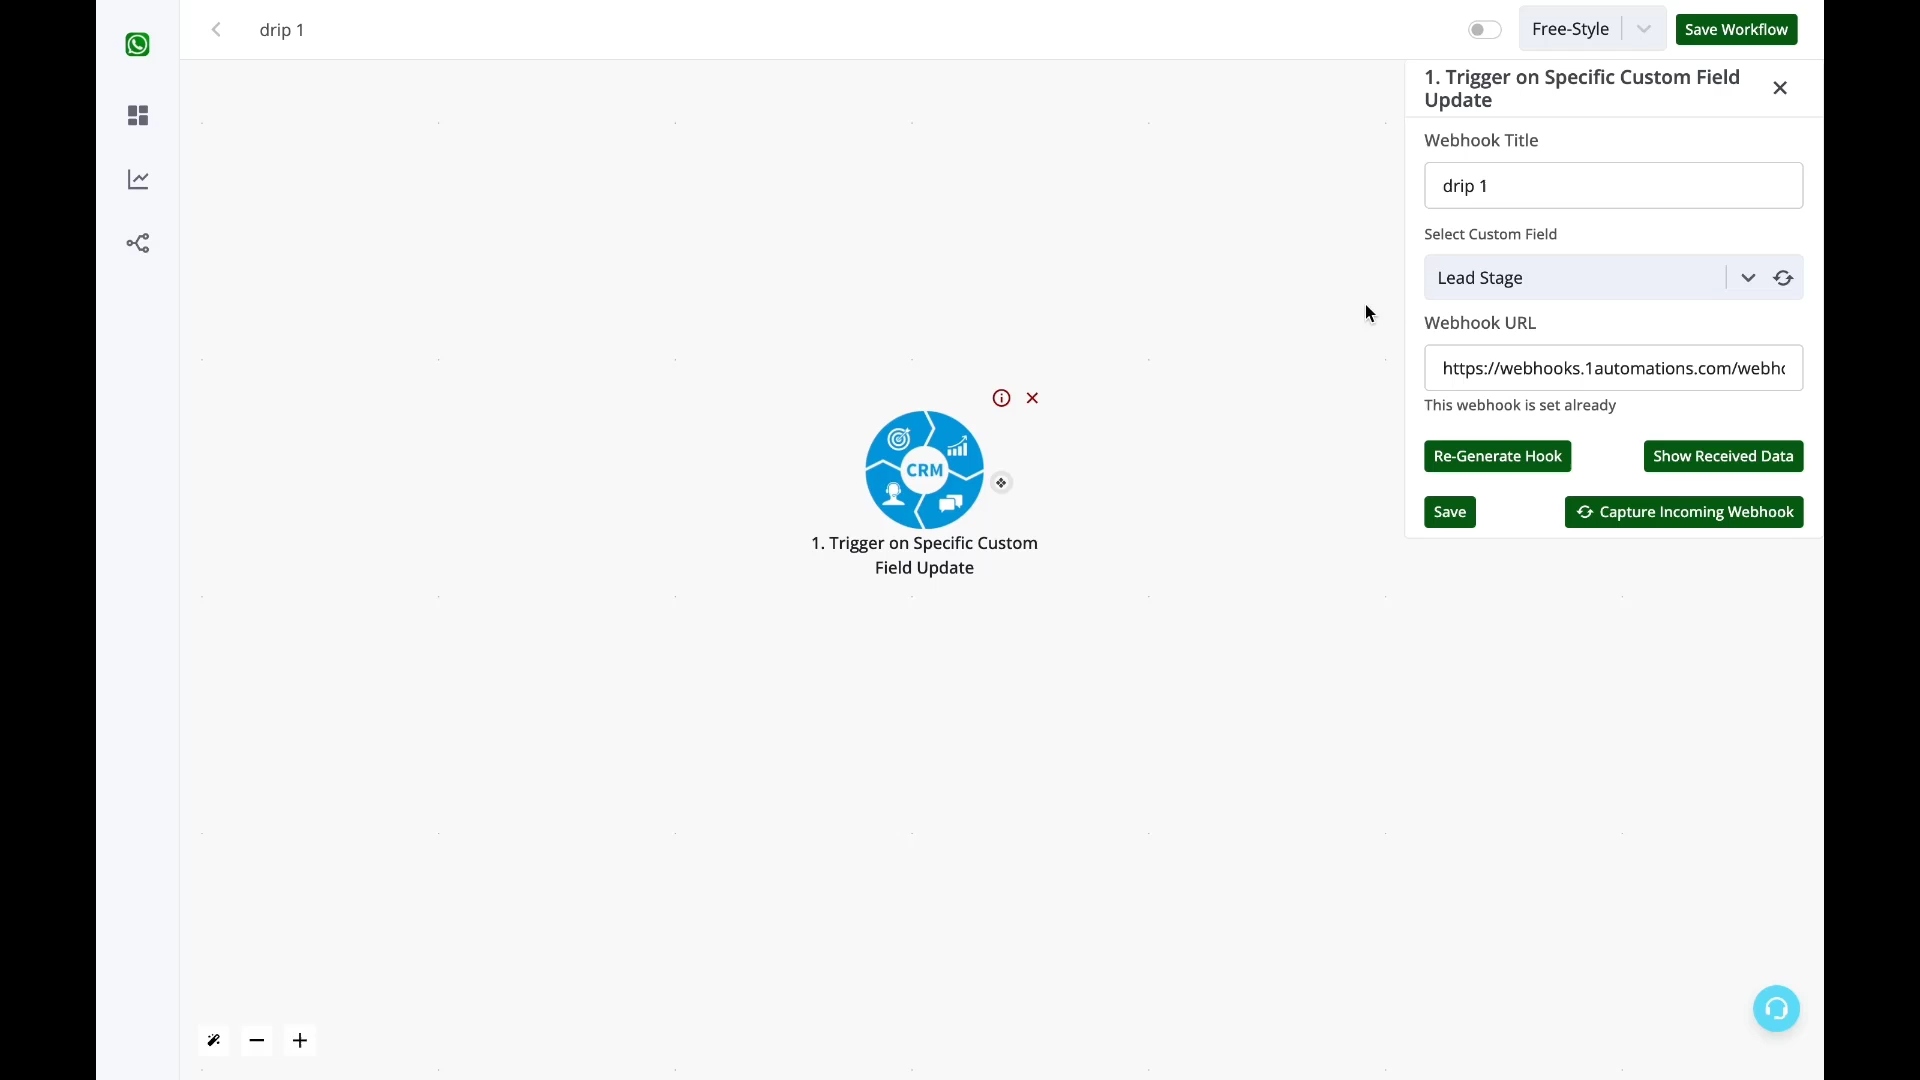 drip 1
Free-Style
Save Workflow
1. Trigger on Specific Custom Field
Update
Webhook Title
drip 1
Select Custom Field
Lead Stage
Webhook URL
https://webhooks.1automations.com/webho
This webhook is set already
Re-Generate Hook
Show Received Data
Save
Capture Incoming Webhook
CRM
1. Trigger on Specific Custom
Field Update